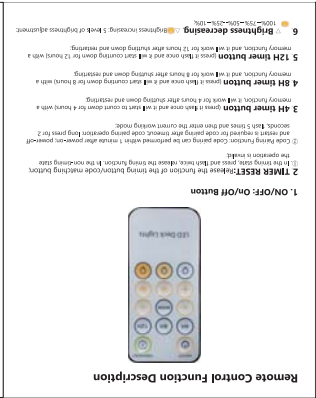 Remote Control Function Description
LED Deck Lights
1. ON/OFF: On/Off Button
2 TIMER RESET: Release the function of the timing button/code matching button:
① In the timing state, press and flash twice, release the timing function. In the non-timing state
the operation is invalid;
② Code Pairing Function: Code pairing can be performed within 1 minute after power-on; power-off
and restart is required for code pairing after timeout; code pairing operation: long press for 2
seconds, flash 5 times and then enter the current working mode;
3. 4H timer button (press it flash once and it will start to count down for 4 hours) with a
memory function, and it will work for 4 hours after shutting down and restarting.
4 8H timer button (press it flash once and it will start counting down for 8 hours) with a
memory function, and it will work for 8 hours after shutting down and restarting.
5 12H timer button (press it flash once and it will start counting down for 12 hours) with a
memory function, and it will work for 12 hours after shutting down and restarting.
6 Brightness decreasing Brightness increasing: 5 levels of brightness adjustment:
100%--75%--50%--25%--10%